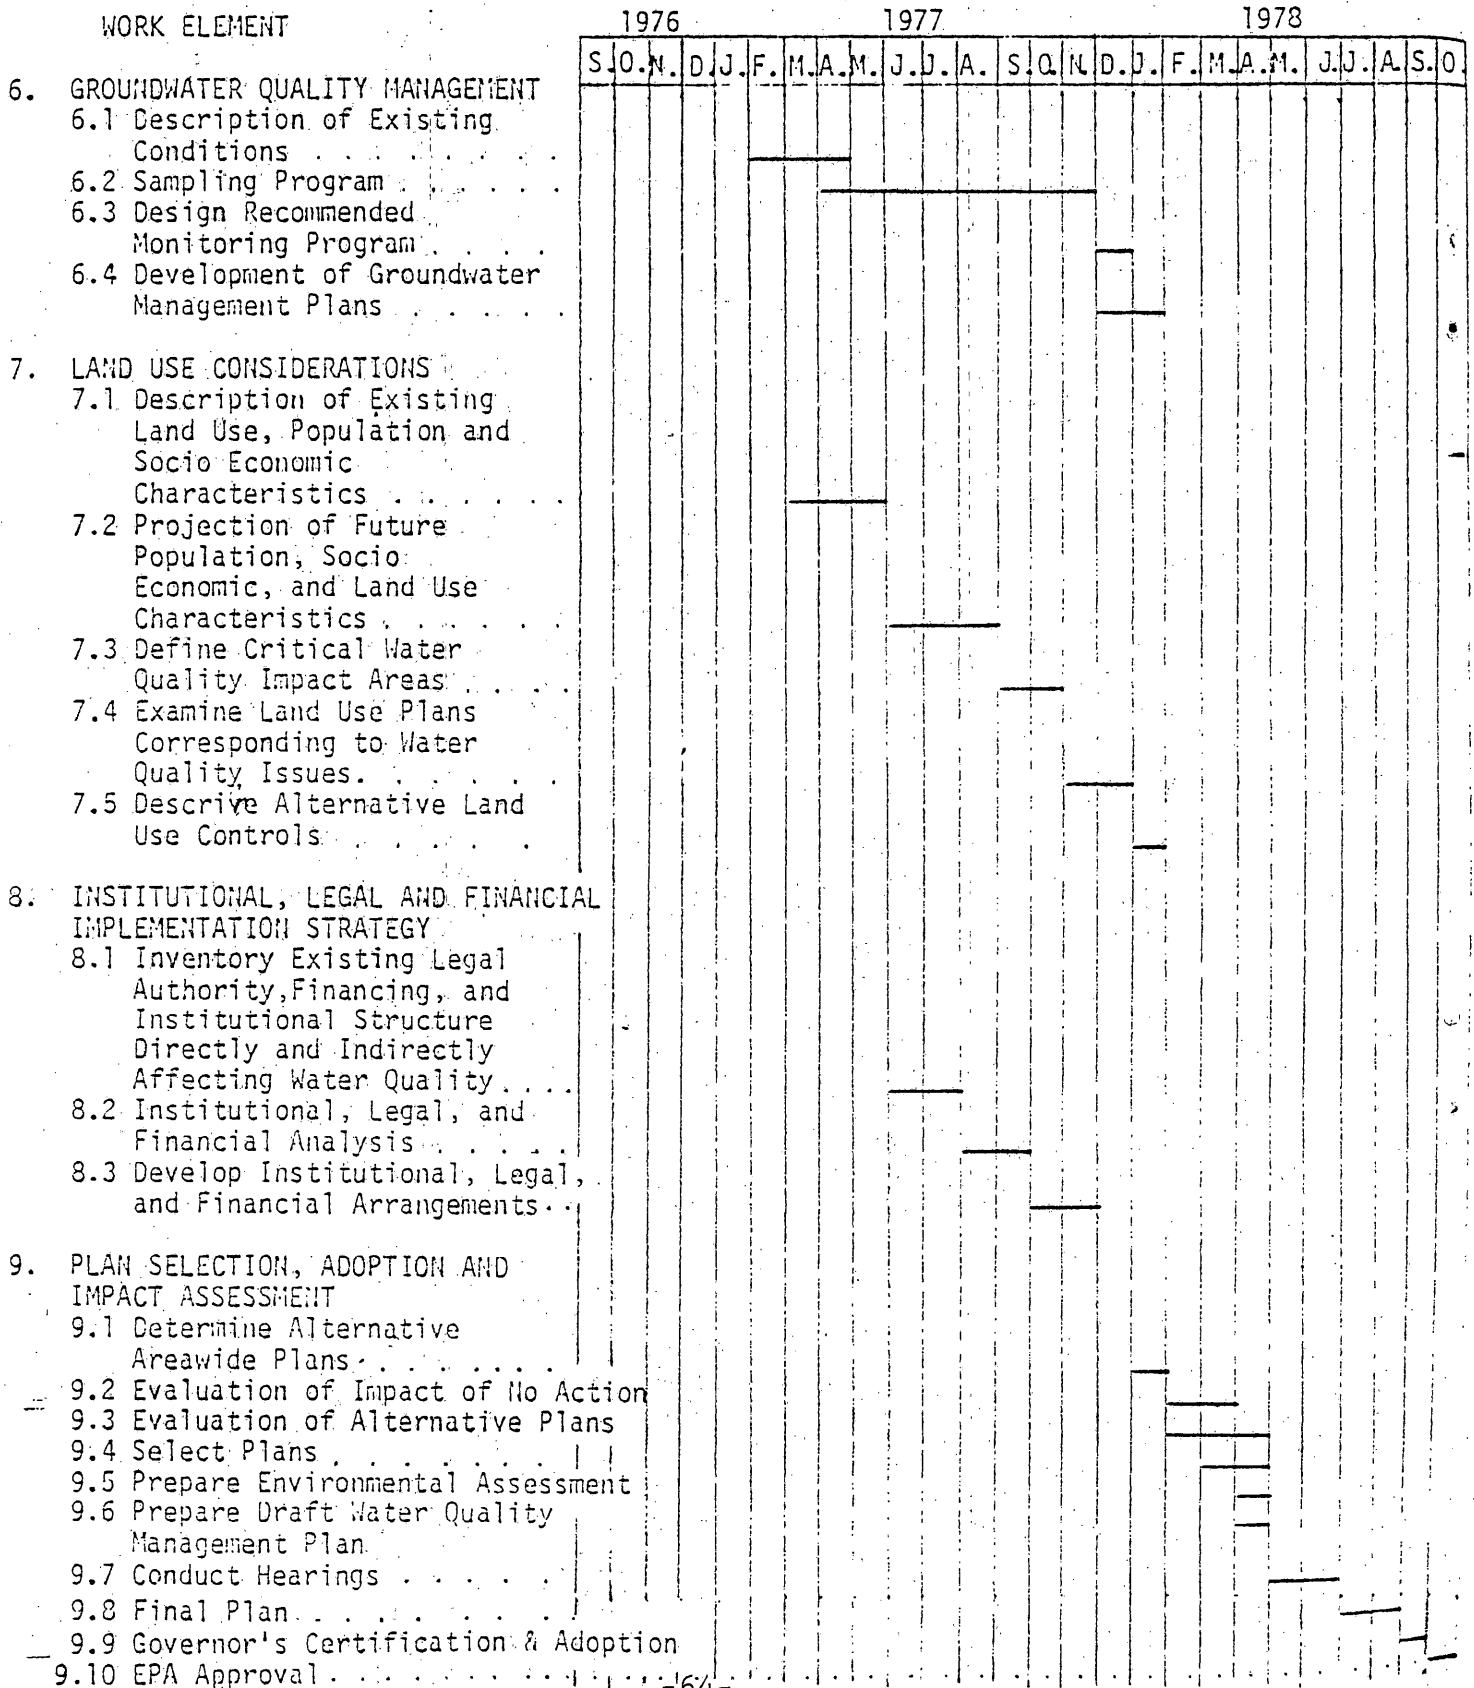 WORK ELEMENT 1976 1977 1978
S. O. N. D. J. F. M. A. M. J. J. A. S. O. N. D. J. F. M. A. M. J. J. A. S. O.
6. GROUNDWATER QUALITY MANAGEMENT
6.1 Description of Existing
Conditions . . . . . . . .
6.2 Sampling Program . . . . . .
6.3 Design Recommended
Monitoring Program . . . .
6.4 Development of Groundwater
Management Plans . . . . . .
7. LAND USE CONSIDERATIONS
7.1 Description of Existing
Land Use, Population and
Socio Economic
Characteristics . . . . . .
7.2 Projection of Future
Population, Socio
Economic, and Land Use
Characteristics . . . . . .
7.3 Define Critical Water
Quality Impact Areas . . . .
7.4 Examine Land Use Plans
Corresponding to Water
Quality Issues. . . . . .
7.5 Descrive Alternative Land
Use Controls . . . . .
8. INSTITUTIONAL, LEGAL AND FINANCIAL
IMPLEMENTATION STRATEGY
8.1 Inventory Existing Legal
Authority,Financing, and
Institutional Structure
Directly and Indirectly
Affecting Water Quality . . . .
8.2 Institutional, Legal, and
Financial Analysis . . . . .
8.3 Develop Institutional, Legal,
and Financial Arrangements . .
9. PLAN SELECTION, ADOPTION AND
IMPACT ASSESSMENT
9.1 Determine Alternative
Areawide Plans . . . . . . .
9.2 Evaluation of Impact of No Action
9.3 Evaluation of Alternative Plans
9.4 Select Plans . . . . . . .
9.5 Prepare Environmental Assessment
9.6 Prepare Draft Water Quality
Management Plan
9.7 Conduct Hearings . . . . .
9.8 Final Plan . . . . . . . .
9.9 Governor's Certification & Adoption
9.10 EPA Approval . . . . . . . . . .
-64-